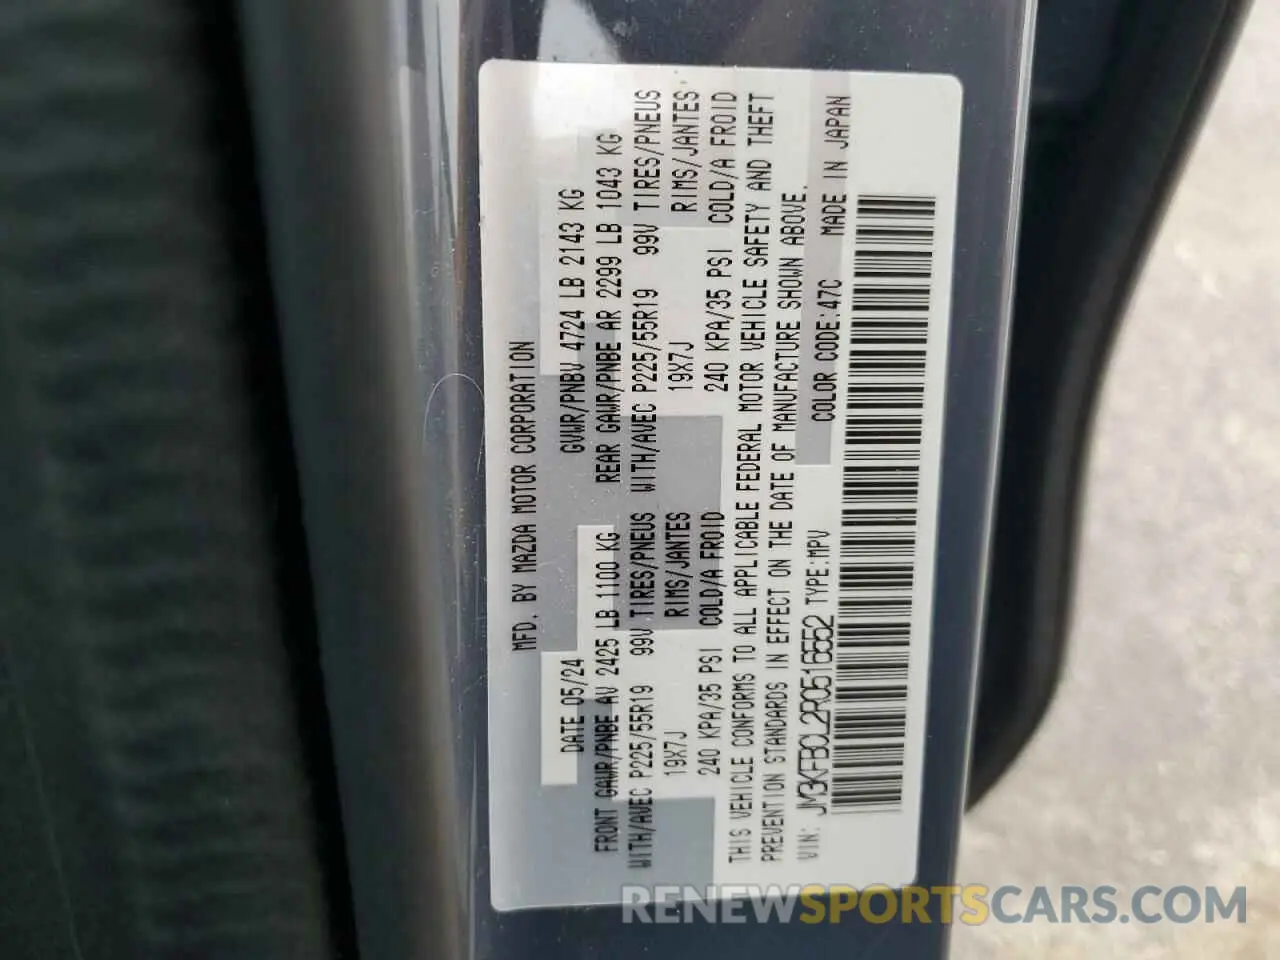 MFD. BY MAZDA MOTOR CORPORATION
DATE 05/24 GVWR/PNBV 4724 LB 2143 KG
FRONT GAWR/PNBE AV 2425 LB 1100 KG REAR GAWR/PNBE AR 2299 LB 1043 KG
WITH/AVEC P225/55R19 99V TIRES/PNEUS WITH/AVEC P225/55R19 99V TIRES/PNEUS
19X7J RIMS/JANTES 19X7J RIMS/JANTES
240 KPA/35 PSI COLD/A FROID 240 KPA/35 PSI COLD/A FROID
THIS VEHICLE CONFORMS TO ALL APPLICABLE FEDERAL MOTOR VEHICLE SAFETY AND THEFT
PREVENTION STANDARDS IN EFFECT ON THE DATE OF MANUFACTURE SHOWN ABOVE.
VIN: JM3KFBCL2R0516552 TYPE:MPV COLOR CODE:47C MADE IN JAPAN
RENEWSPORTSCARS.COM